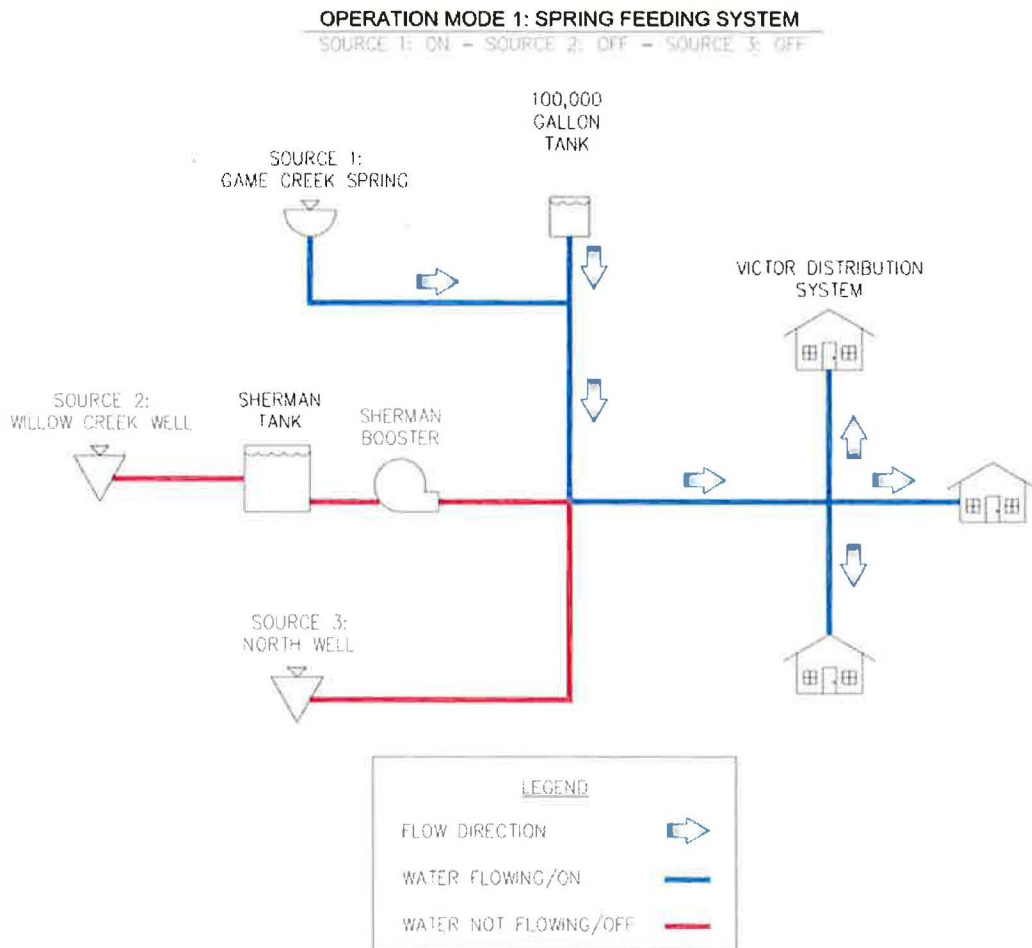 OPERATION MODE 1: SPRING FEEDING SYSTEM
SOURCE 1: ON - SOURCE 2: OFF - SOURCE 3: OFF
100,000
GALLON
TANK
SOURCE 1:
GAME CREEK SPRING
VICTOR DISTRIBUTION
SYSTEM
SOURCE 2:
WILLOW CREEK WELL
SHERMAN
TANK
SHERMAN
BOOSTER
SOURCE 3:
NORTH WELL
LEGEND
FLOW DIRECTION
WATER FLOWING/ON
WATER NOT FLOWING/OFF